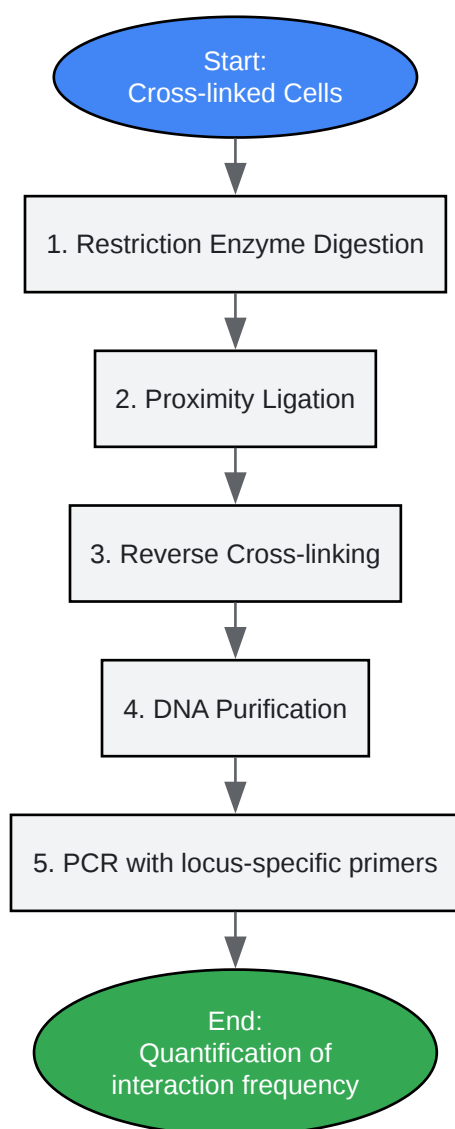 Start:
Cross-linked Cells
1. Restriction Enzyme Digestion
2. Proximity Ligation
3. Reverse Cross-linking
4. DNA Purification
5. PCR with locus-specific primers
End:
Quantification of
interaction frequency